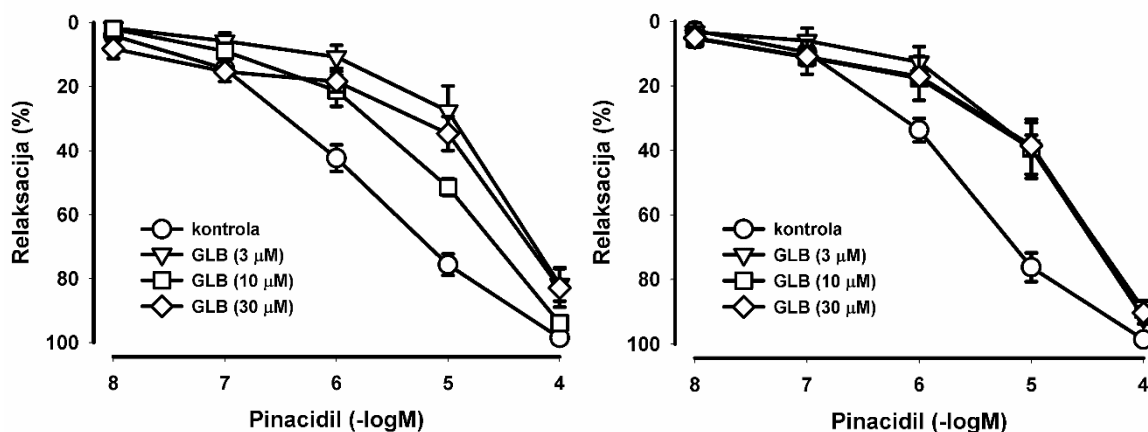 0
20
40
60
80
100
Relaksacija (%)
kontrola
GLB (3 µM)
GLB (10 µM)
GLB (30 µM)
8 7 6 5 4
Pinacidil (-logM)
0
20
40
60
80
100
Relaksacija (%)
kontrola
GLB (3 µM)
GLB (10 µM)
GLB (30 µM)
8 7 6 5 4
Pinacidil (-logM)